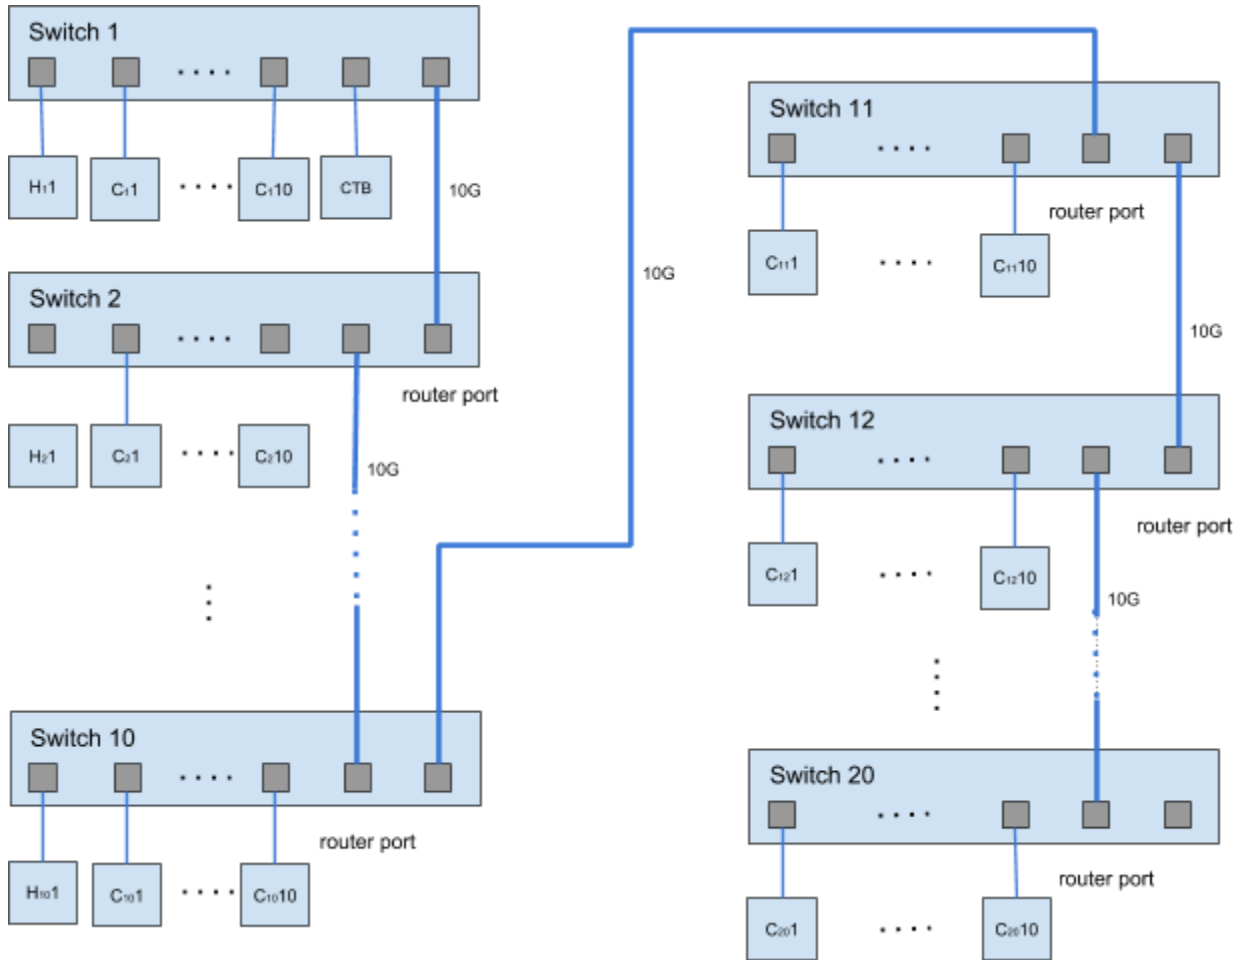 Switch 1
H₁1
C₁1
C₁10
CTB
10G
Switch 2
router port
H₂1
C₂1
C₂10
10G
Switch 10
router port
H₁₀1
C₁₀1
C₁₀10
10G
Switch 11
router port
C₁₁1
C₁₁10
10G
Switch 12
router port
C₁₂1
C₁₂10
10G
Switch 20
router port
C₂₀1
C₂₀10